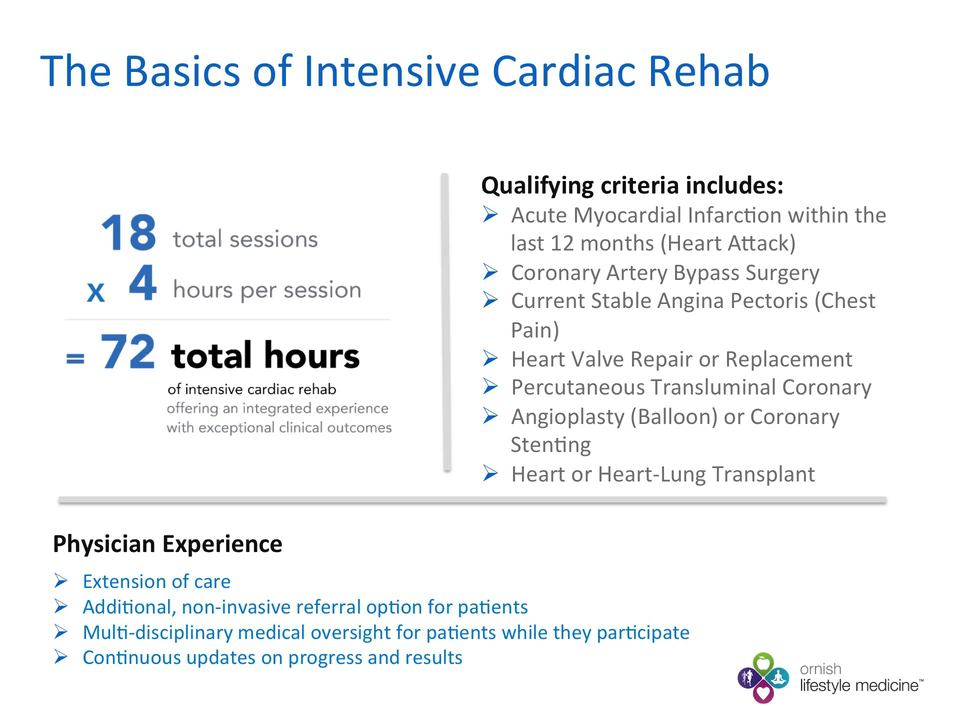 The Basics of Intensive Cardiac Rehab
18 total sessions
x 4 hours per session
= 72 total hours
of intensive cardiac rehab
offering an integrated experience
with exceptional clinical outcomes
Qualifying criteria includes:
➢ Acute Myocardial Infarction within the
last 12 months (Heart Attack)
➢ Coronary Artery Bypass Surgery
➢ Current Stable Angina Pectoris (Chest
Pain)
➢ Heart Valve Repair or Replacement
➢ Percutaneous Transluminal Coronary
➢ Angioplasty (Balloon) or Coronary
Stenting
➢ Heart or Heart-Lung Transplant
Physician Experience
➢ Extension of care
➢ Additional, non-invasive referral option for patients
➢ Multi-disciplinary medical oversight for patients while they participate
➢ Continuous updates on progress and results
ornish
lifestyle medicine™